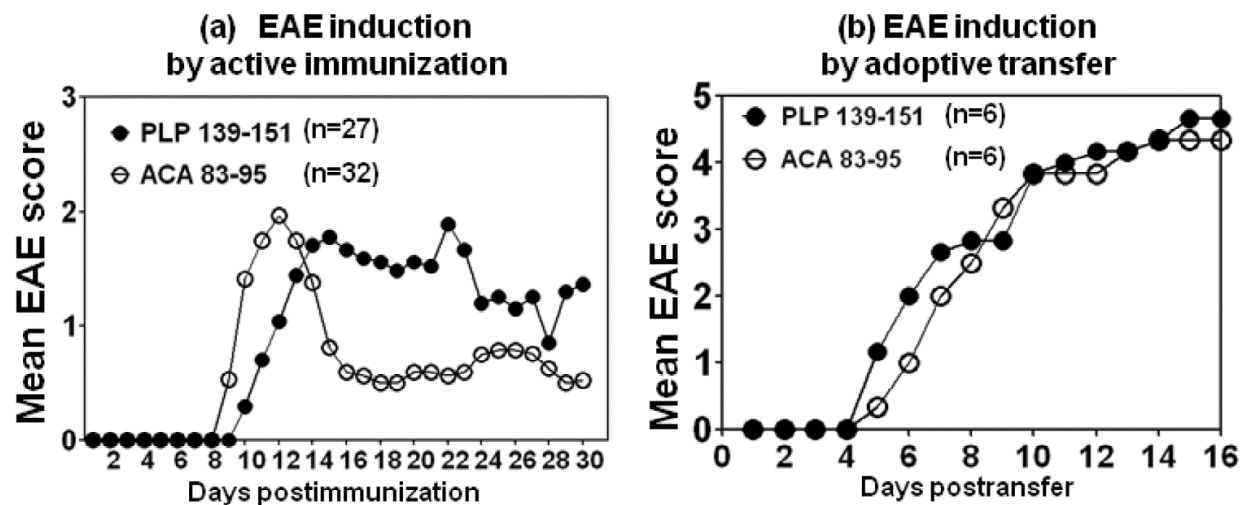 (a) EAE induction
by active immunization
3
2
1
0
Mean EAE score
PLP 139-151 (n=27)
ACA 83-95 (n=32)
2 4 6 8 10 12 14 16 18 20 22 24 26 28 30
Days postimmunization
(b) EAE induction
by adoptive transfer
5
4
3
2
1
0
Mean EAE score
PLP 139-151 (n=6)
ACA 83-95 (n=6)
0 2 4 6 8 10 12 14 16
Days postransfer